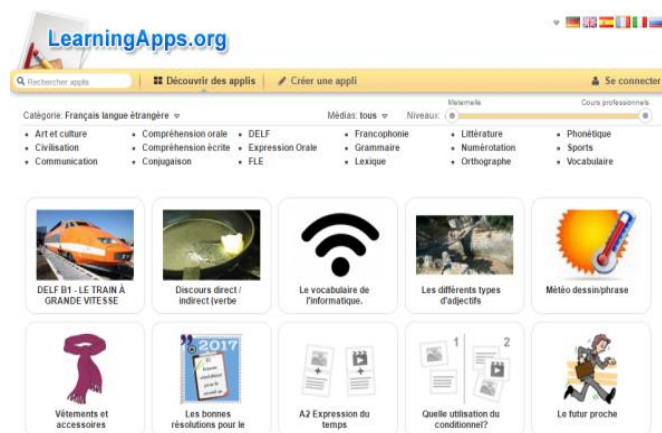 LearningApps.org
Rechercher applis
Découvrir des applis
Créer une appli
Se connecter
Catégorie: Français langue étrangère
Médias: tous
Niveaux:
Maternelle
Cours professionnels
Art et culture
Compréhension orale
DELF
Francophonie
Littérature
Phonétique
Civilisation
Compréhension écrite
Expression Orale
Grammaire
Numérotation
Sports
Communication
Conjugaison
FLE
Lexique
Orthographe
Vocabulaire
DELF B1 - LE TRAIN À
GRANDE VITESSE
Discours direct /
indirect (verbe
Le vocabulaire de
l'informatique.
Les différents types
d'adjectifs
Météo dessin/phrase
2017
1
2
Vêtements et
accessoires
Les bonnes
résolutions pour le
A2 Expression du
temps
Quelle utilisation du
conditionnel?
Le futur proche